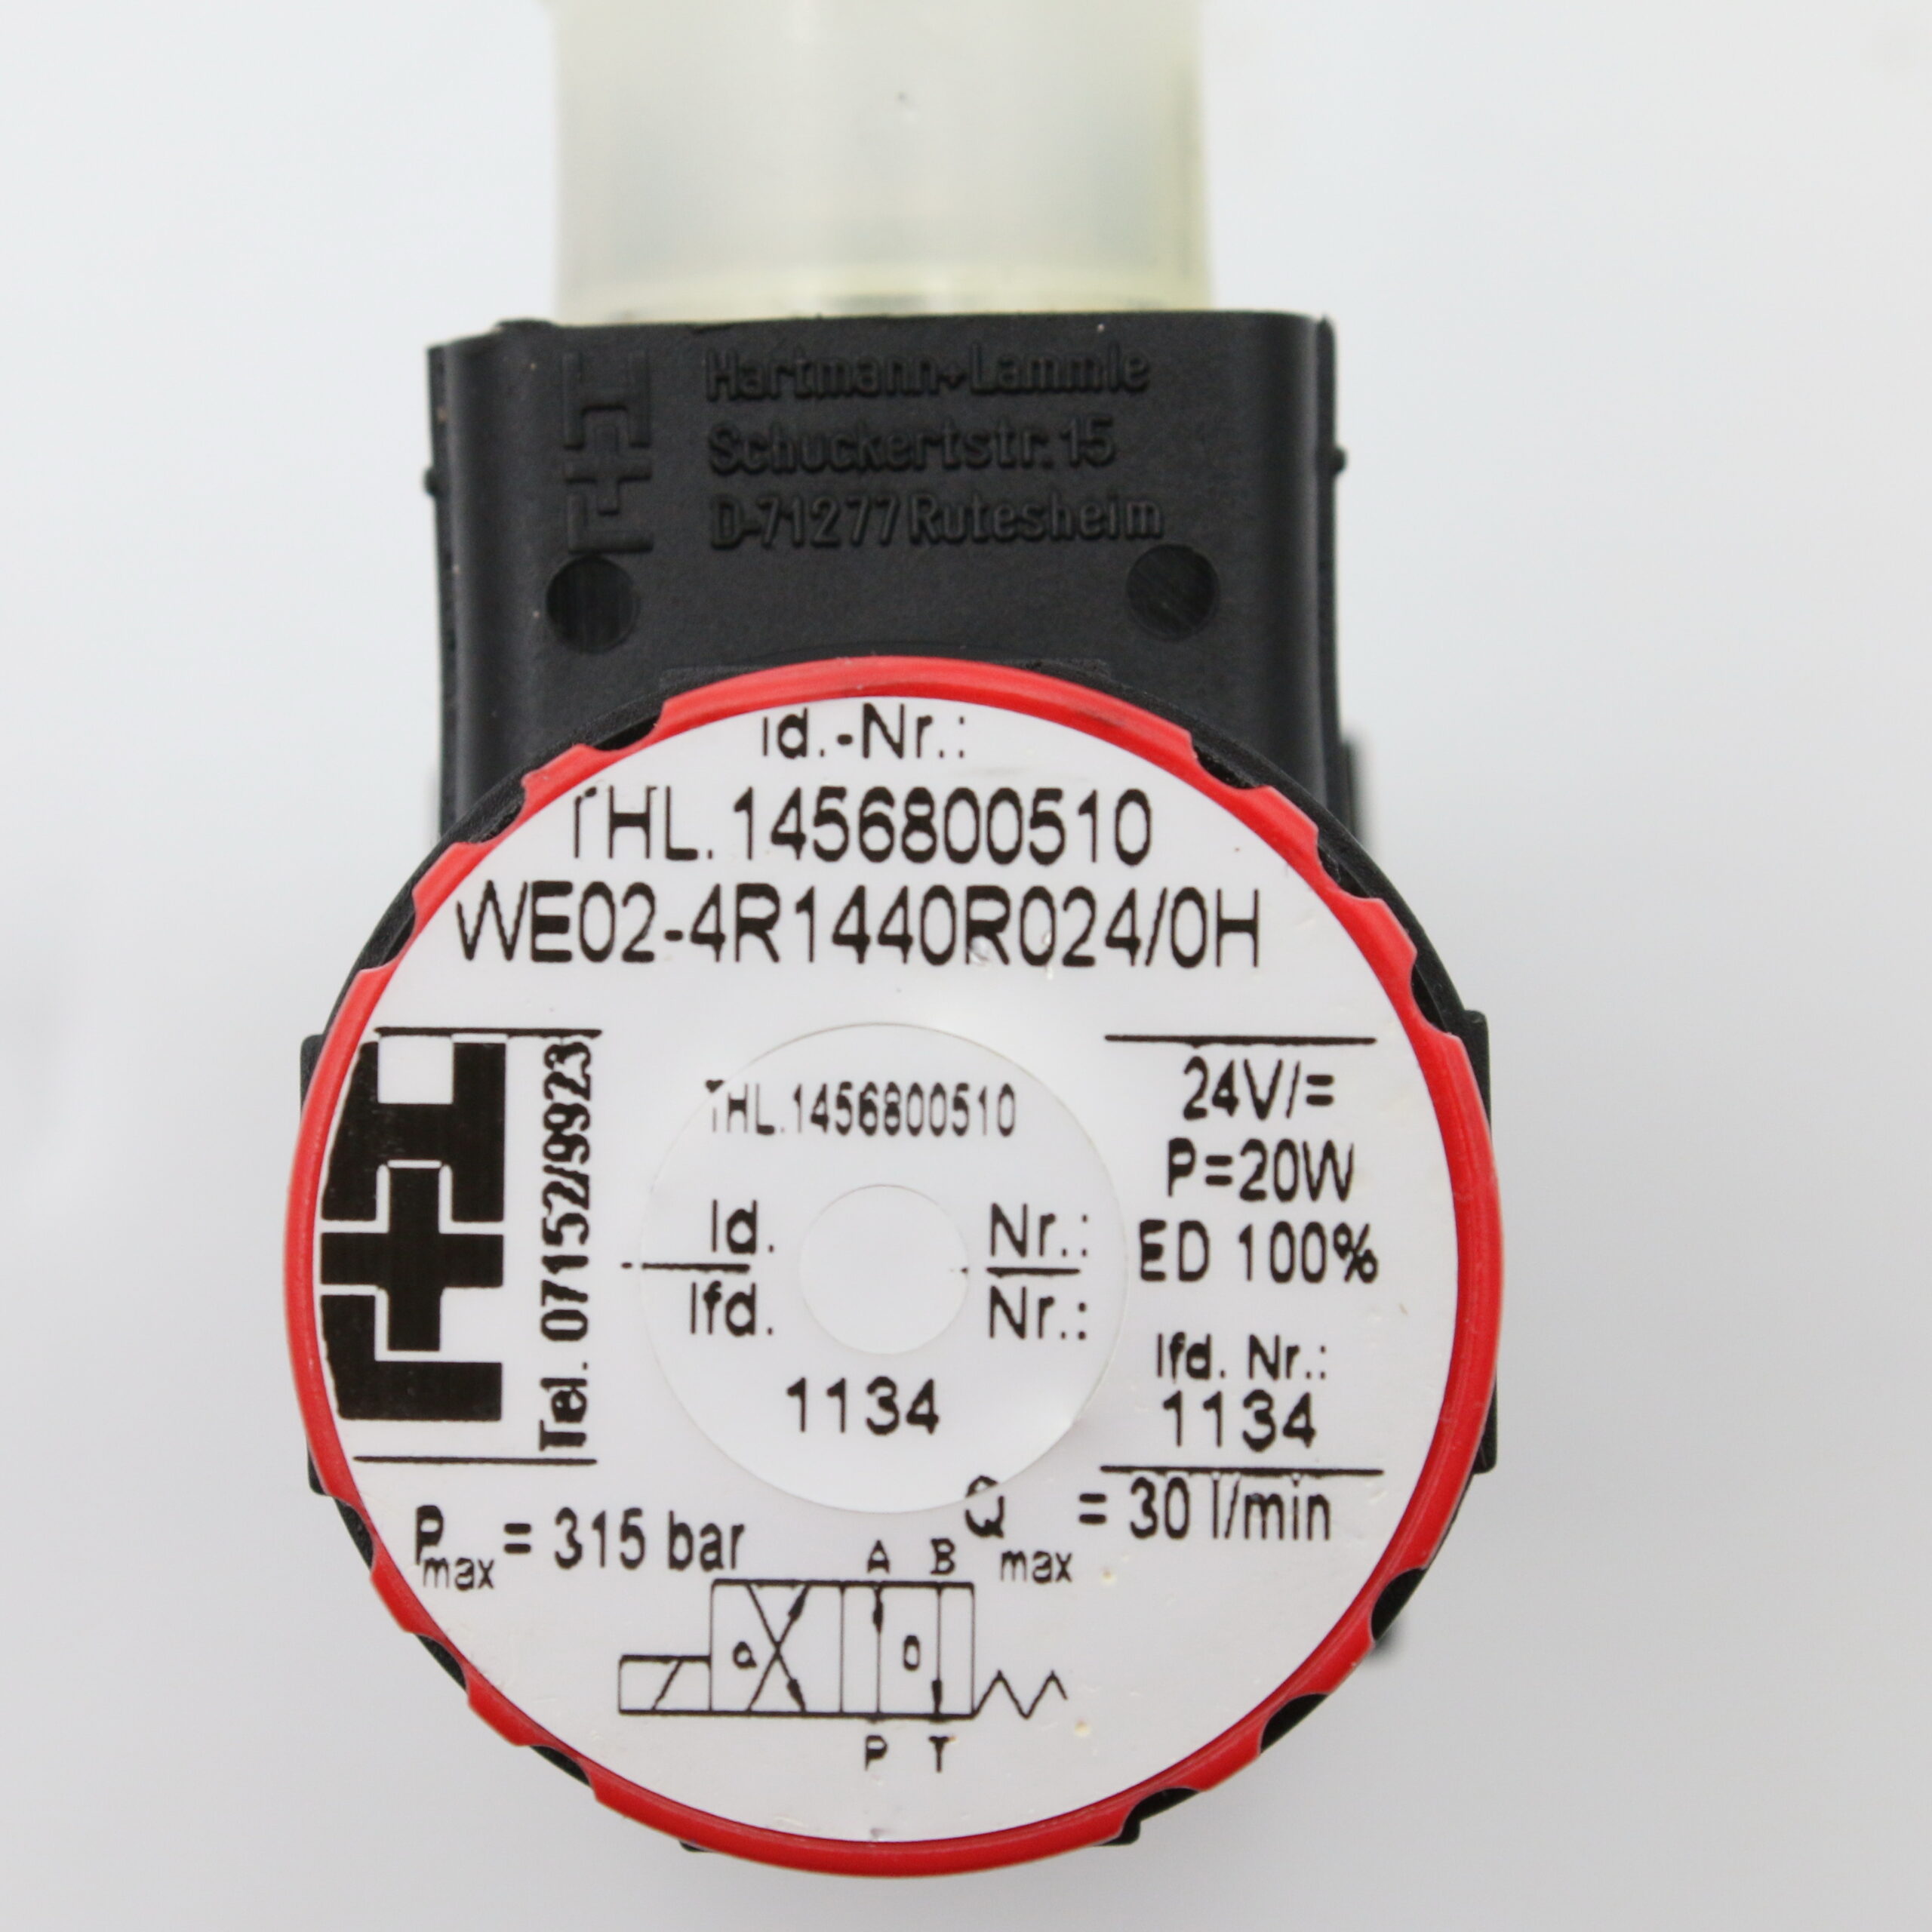 Hartmann+Lammle
Schuckertstr.15
D-71277 Rutesheim
H+L
Id.-Nr.:
THL.1456800510
WE02-4R1440R024/0H
H+L
Tel. 07152/9923
THL.1456800510
Id. Nr.:
lfd. Nr.:
1134
24V/=
P=20W
ED 100%
lfd. Nr.:
1134
Pmax = 315 bar
Qmax = 30 l/min
A B
a 0
P T